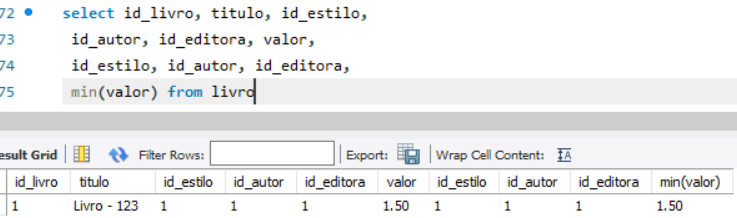 72 select id_livro, titulo, id_estilo,
73 id_autor, id_editora, valor,
74 id_estilo, id_autor, id_editora,
75 min(valor) from livro
esult Grid Filter Rows: Export: Wrap Cell Content: IA
id_livro titulo id_estilo id_autor id_editora valor id_estilo id_autor id_editora min(valor)
1 Livro - 123 1 1 1 1.50 1 1 1 1.50